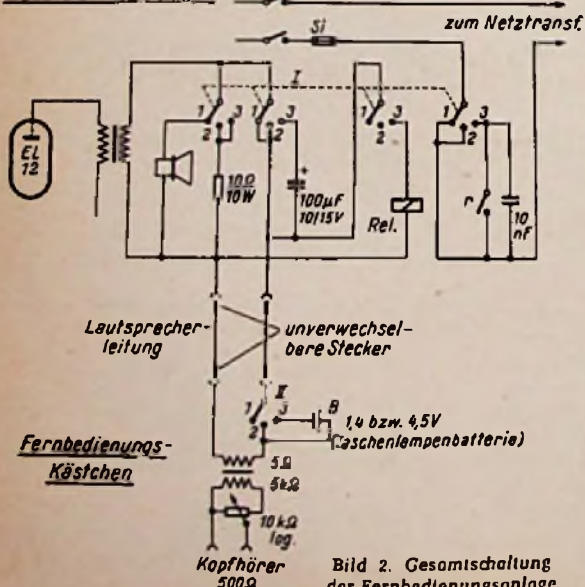 zum Netztransf.
Si
I
1 2 3
1 2 3
1 2 3
1 2 3
EL
12
10Ω
10W
+
100µF
10/15V
Rel.
r
10
nF
Lautsprecher-
leitung
unverwechsel-
bare Stecker
II
1 2 3
B
1,4 bzw. 4,5V
(Taschenlampenbatterie)
Fernbedienungs-
Kästchen
5Ω
5kΩ
10kΩ
log.
Kopfhörer
500Ω
Bild 2. Gesamtschaltung
der Fernbedienungsanlage